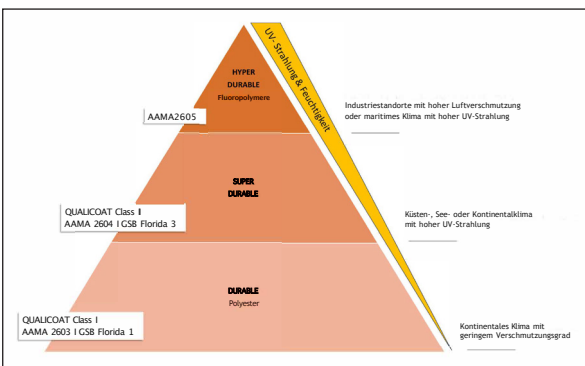 UV- Strahlung & Feuchtigkeit
HYPER
DURABLE
Fluoropolymere
AAMA2605
Industriestandorte mit hoher Luftverschmutzung
oder maritimes Klima mit hoher UV-Strahlung
SUPER
DURABLE
QUALICOAT Class I
AAMA 2604 I GSB Florida 3
Küsten-, See- oder Kontentalklima
mit hoher UV-Strahlung
DURABLE
Polyester
QUALICOAT Class I
AAMA 2603 I GSB Florida 1
Kontinentales Klima mit
geringem Verschmutzungsgrad